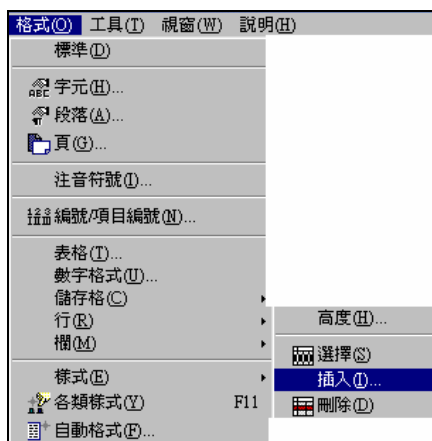 格式(O) 工具(T) 視窗(W) 說明(H)
標準(D)
字元(H)...
段落(A)...
頁(G)...
注音符號(I)...
編號/項目編號(N)...
表格(T)...
數字格式(U)...
儲存格(C)
行(R)
欄(M)
樣式(E)
各類樣式(Y) F11
自動格式(F)...
高度(H)...
選擇(S)
插入(I)...
刪除(D)